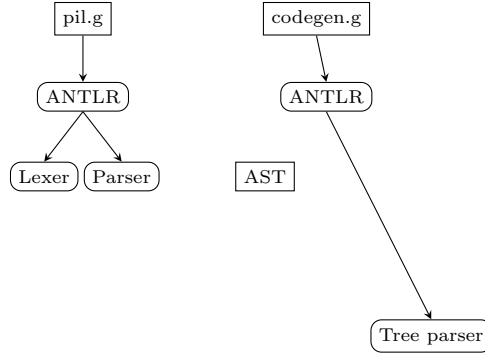 pil.g
codegen.g
ANTLR
ANTLR
Lexer
Parser
AST
Tree parser